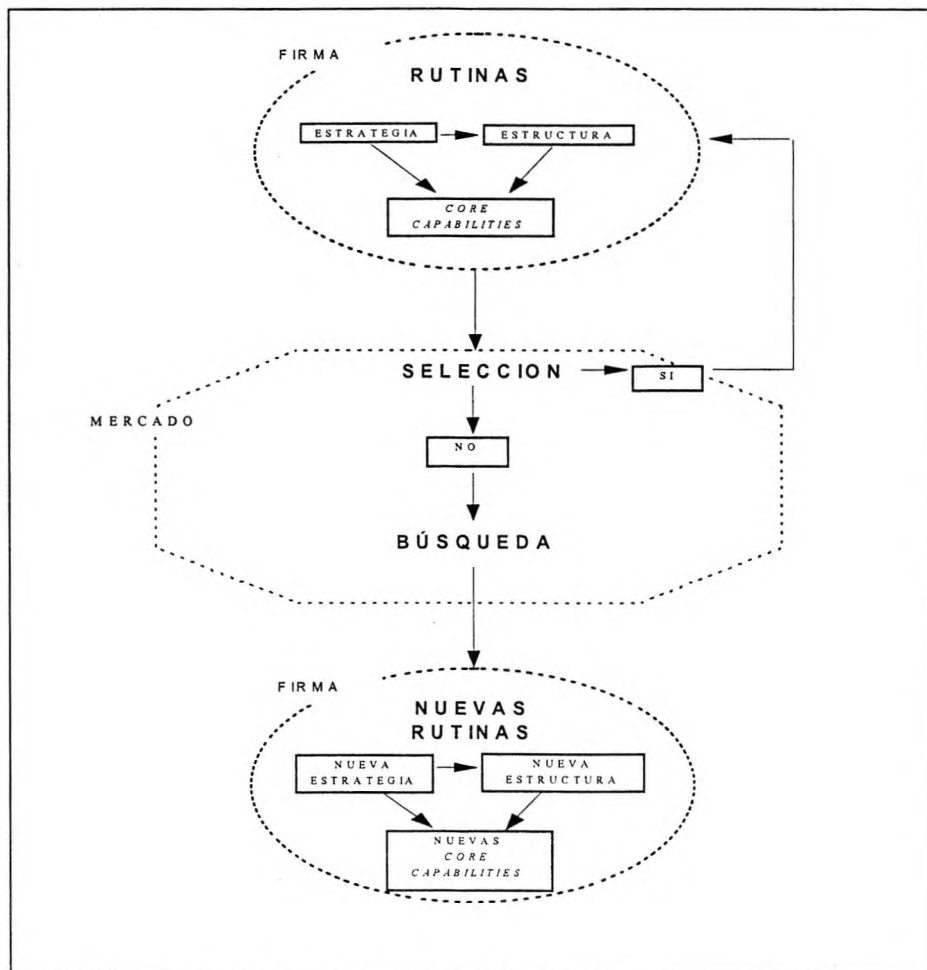 FIRMA
RUTINAS
ESTRATEGIA
ESTRUCTURA
CORE
CAPABILITIES
SELECCION
SI
MERCADO
NO
BÚSQUEDA
FIRMA
NUEVAS
RUTINAS
NUEVA
ESTRATEGIA
NUEVA
ESTRUCTURA
NUEVAS
CORE
CAPABILITIES